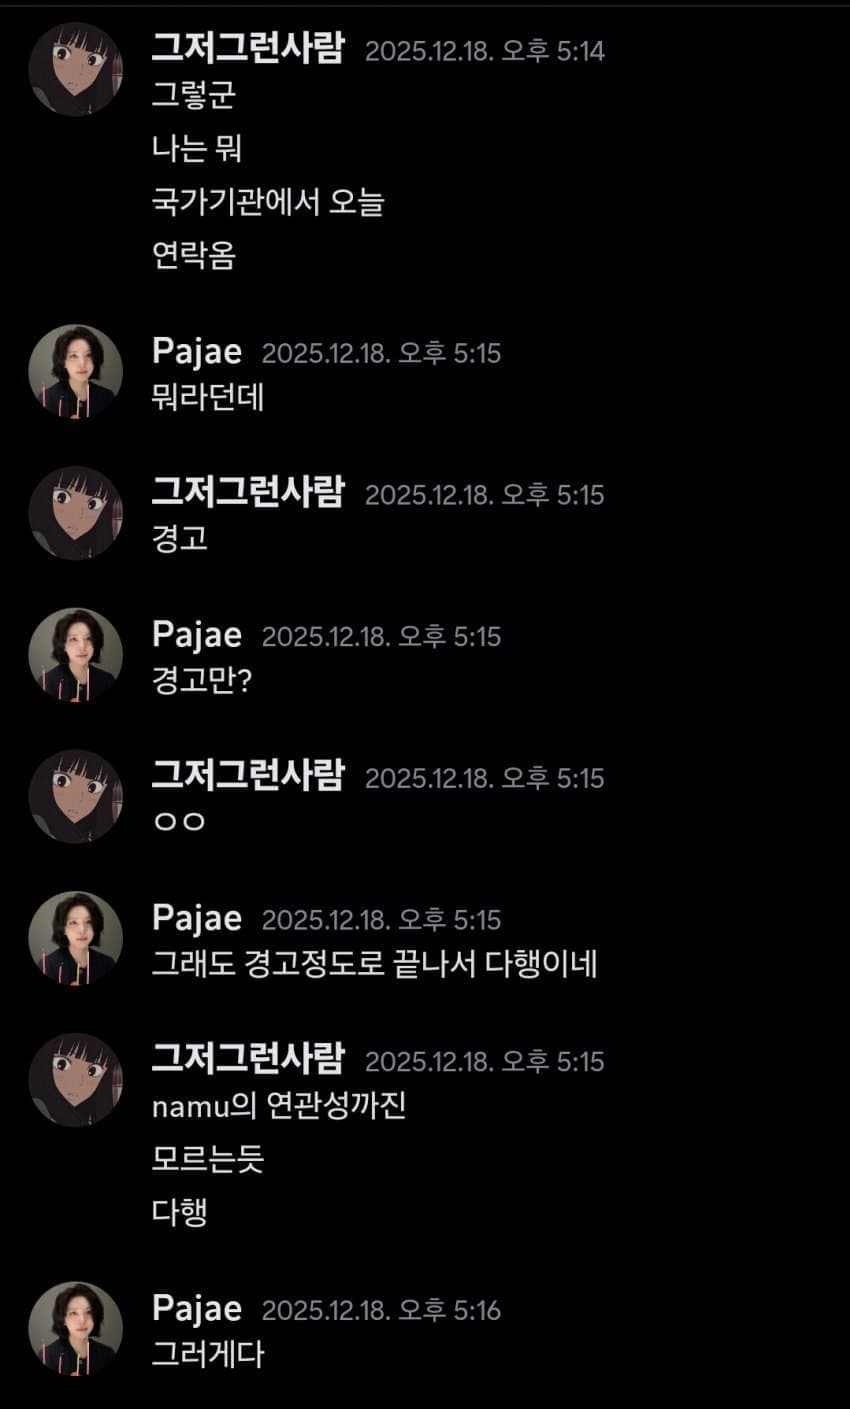 그저그런사람 2025.12.18. 오후 5:14
그렇군
나는 뭐
국가기관에서 오늘
연락옴
Pajae 2025.12.18. 오후 5:15
뭐라던데
그저그런사람 2025.12.18. 오후 5:15
경고
Pajae 2025.12.18. 오후 5:15
경고만?
그저그런사람 2025.12.18. 오후 5:15
ㅇㅇ
Pajae 2025.12.18. 오후 5:15
그래도 경고정도로 끝나서 다행이네
그저그런사람 2025.12.18. 오후 5:15
namu의 연관성까진
모르는듯
다행
Pajae 2025.12.18. 오후 5:16
그러게다